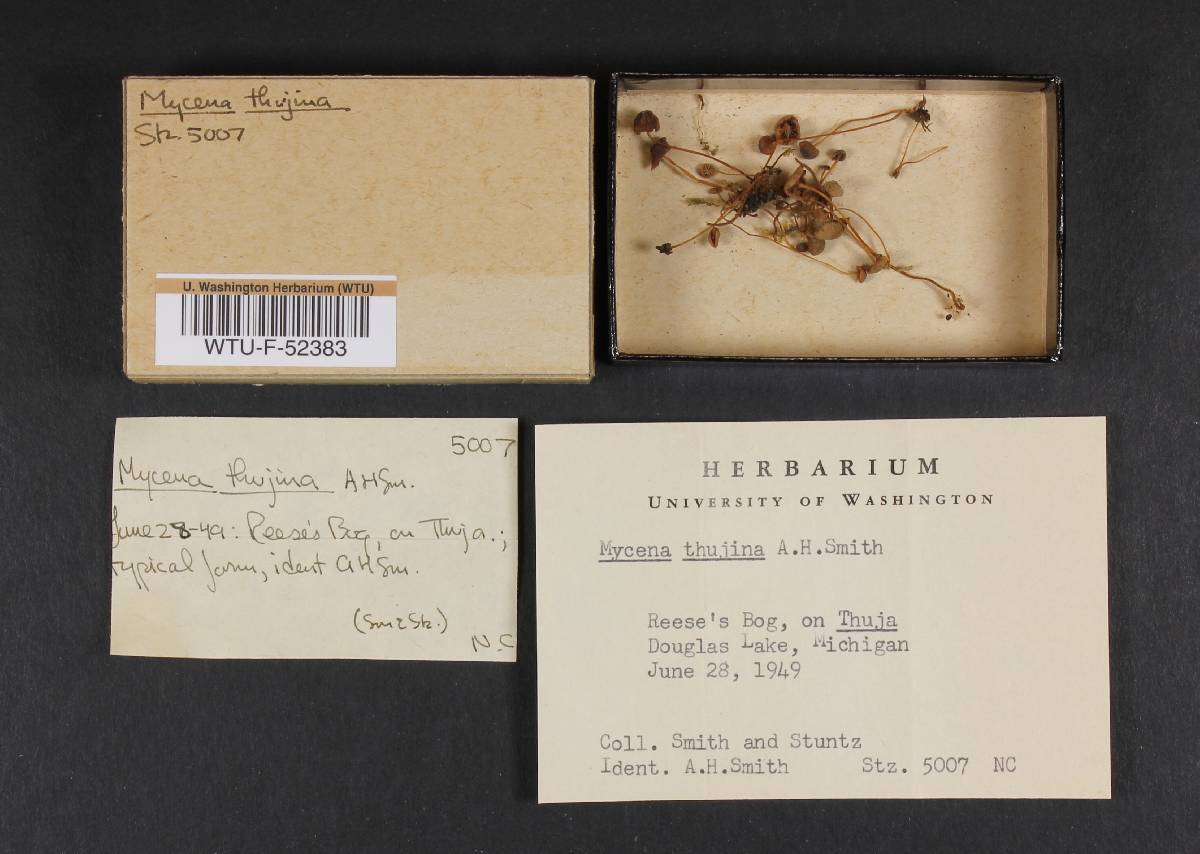 Mycena thujina
Stz. 5007
U. Washington Herbarium (WTU)
WTU-F-52383
5007
Mycena thujina AHSm.
June 28-49: Reese's Bog, on Thuja.;
typical form, ident AHSm.
(Sm & Stz.)
N.C
HERBARIUM
UNIVERSITY OF WASHINGTON
Mycena thujina A.H.Smith
Reese's Bog, on Thuja
Douglas Lake, Michigan
June 28, 1949
Coll. Smith and Stuntz
Ident. A.H.Smith Stz. 5007 NC